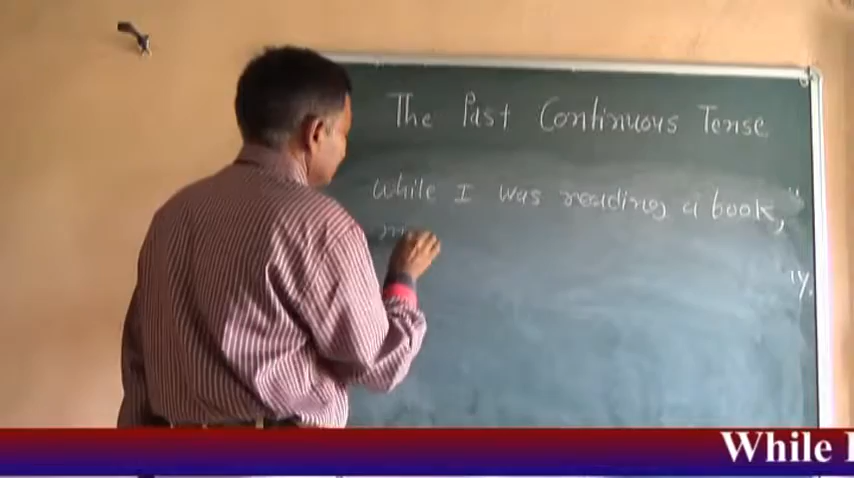 The Past Continuous Tense
while I was reading a book,
m
y.
While